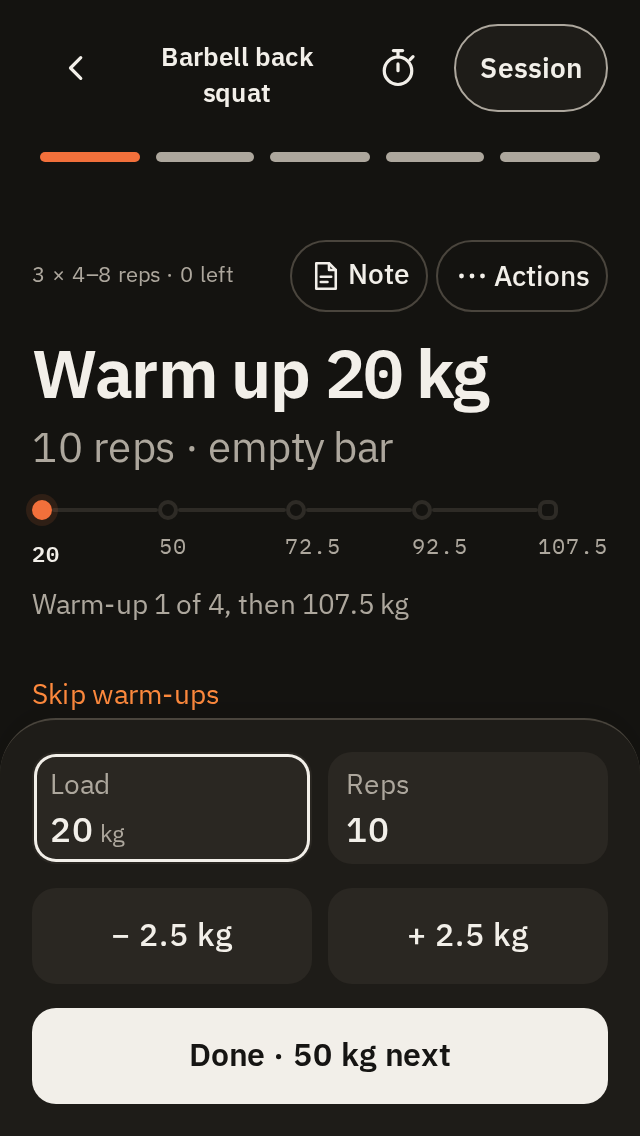 Barbell back
squat
Session
3 × 4–8 reps · 0 left
Note
··· Actions
Warm up 20 kg
10 reps · empty bar
20 50 72.5 92.5 107.5
Warm-up 1 of 4, then 107.5 kg
Skip warm-ups
Load
20 kg
Reps
10
− 2.5 kg
+ 2.5 kg
Done · 50 kg next